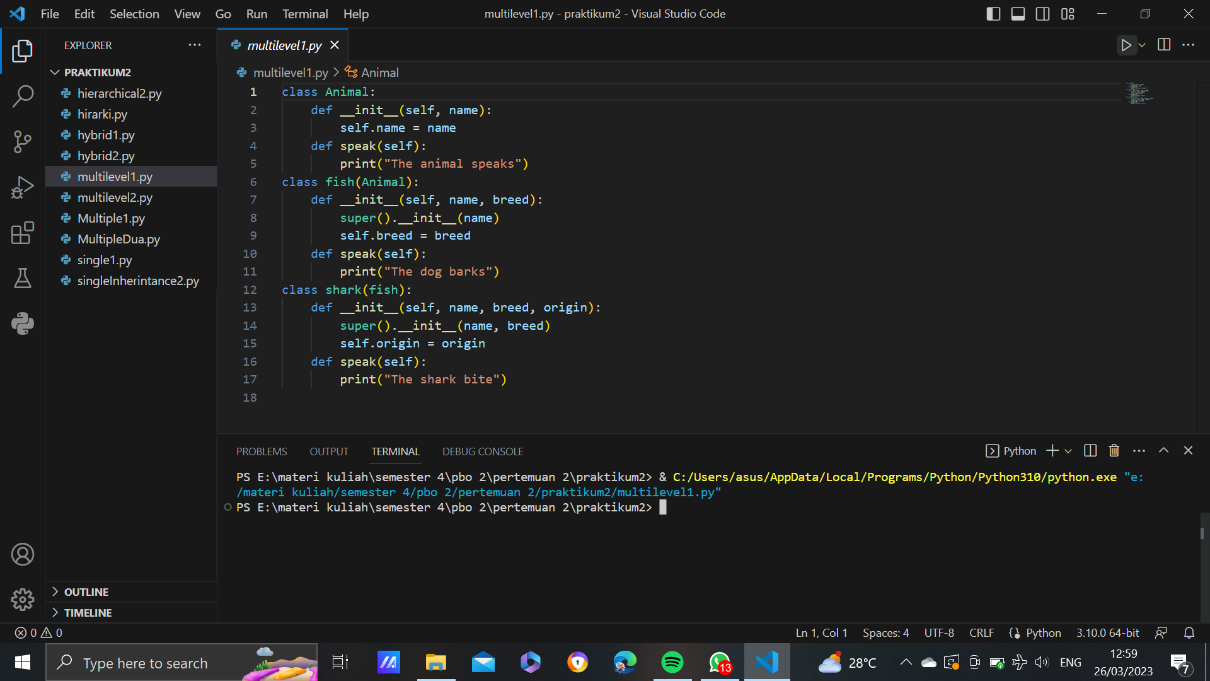 File Edit Selection View Go Run Terminal Help multilevel1.py - praktikum2 - Visual Studio Code
EXPLORER
PRAKTIKUM2
hierarchical2.py
hirarki.py
hybrid1.py
hybrid2.py
multilevel1.py
multilevel2.py
Multiple1.py
MultipleDua.py
single1.py
singleInherintance2.py
OUTLINE
TIMELINE
multilevel1.py
multilevel1.py > Animal
1 class Animal:
2 def __init__(self, name):
3 self.name = name
4 def speak(self):
5 print("The animal speaks")
6 class fish(Animal):
7 def __init__(self, name, breed):
8 super().__init__(name)
9 self.breed = breed
10 def speak(self):
11 print("The dog barks")
12 class shark(fish):
13 def __init__(self, name, breed, origin):
14 super().__init__(name, breed)
15 self.origin = origin
16 def speak(self):
17 print("The shark bite")
18
PROBLEMS OUTPUT TERMINAL DEBUG CONSOLE Python
PS E:\materi kuliah\semester 4\pbo 2\pertemuan 2\praktikum2> & C:/Users/asus/AppData/Local/Programs/Python/Python310/python.exe "e:
/materi kuliah/semester 4/pbo 2/pertemuan 2/praktikum2/multilevel1.py"
PS E:\materi kuliah\semester 4\pbo 2\pertemuan 2\praktikum2>
0 0 Ln 1, Col 1 Spaces: 4 UTF-8 CRLF Python 3.10.0 64-bit
Type here to search 13 28°C ENG 12:59
26/03/2023 7